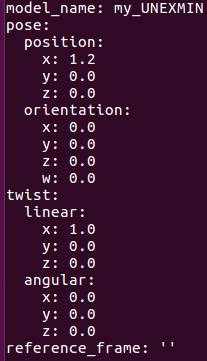 model_name: my_UNEXMIN
pose:
  position:
    x: 1.2
    y: 0.0
    z: 0.0
  orientation:
    x: 0.0
    y: 0.0
    z: 0.0
    w: 0.0
twist:
  linear:
    x: 1.0
    y: 0.0
    z: 0.0
  angular:
    x: 0.0
    y: 0.0
    z: 0.0
reference_frame: ''